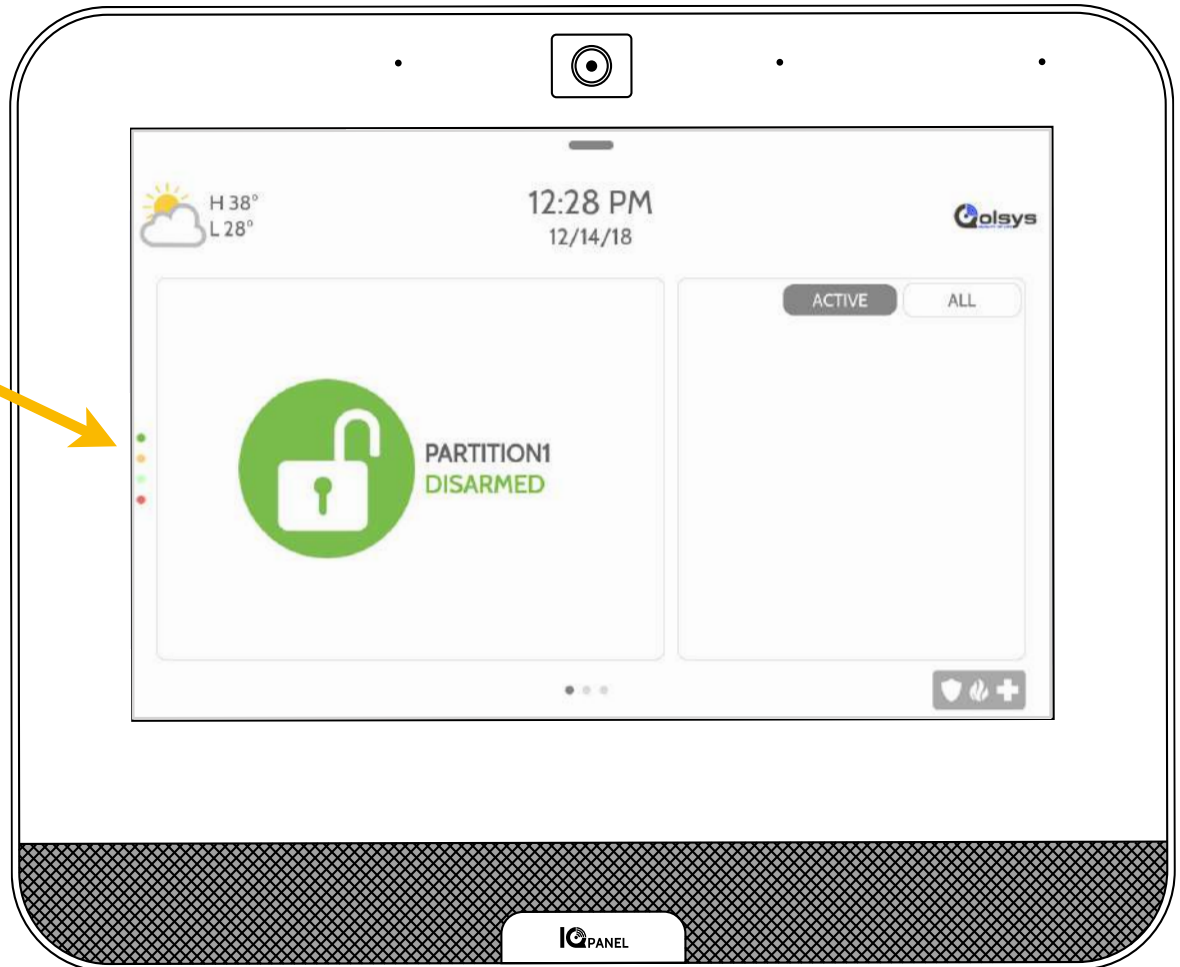 H 38°
L 28°
12:28 PM
12/14/18
Qolsys
ACTIVE
ALL
PARTITION1
DISARMED
IQ PANEL